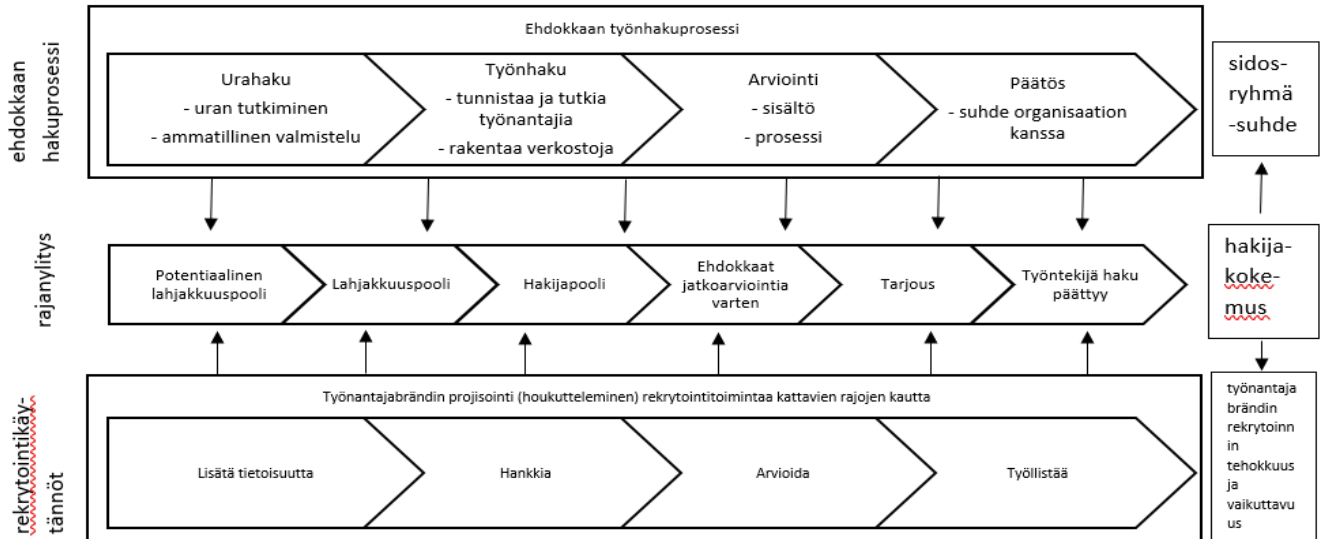 ehdokkaan
hakuprosessi
Ehdokkaan työnhakuprosessi
Urahaku
- uran tutkiminen
- ammatillinen valmistelu
Työnhaku
- tunnistaa ja tutkia
työnantajia
- rakentaa verkostoja
Arviointi
- sisältö
- prosessi
Päätös
- suhde organisaation
kanssa
sidos-
ryhmä
-suhde
rajanylitys
Potentiaalinen
lahjakkuuspooli
Lahjakkuuspooli
Hakijapooli
Ehdokkaat
jatkoarviointia
varten
Tarjous
Työntekijä haku
päättyy
hakija-
koke-
mus
rekrytointikäy-
tännöt
Työnantajabrändin projisointi (houkutteleminen) rekrytointitoimintaa kattavien rajojen kautta
Lisätä tietoisuutta
Hankkia
Arvioida
Työllistää
työnantaja
brändin
rekrytoinn
in
tehokkuus
ja
vaikuttavu
us